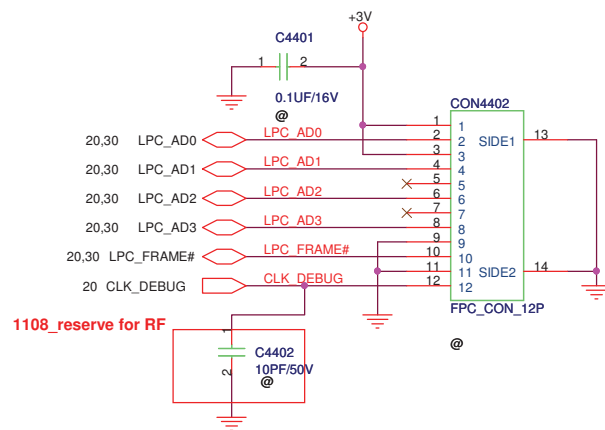 +3V
C4401
1 2
0.1UF/16V
@
CON4402
20,30 LPC_AD0 LPC_AD0
20,30 LPC_AD1 LPC_AD1
20,30 LPC_AD2 LPC_AD2
20,30 LPC_AD3 LPC_AD3
20,30 LPC_FRAME# LPC_FRAME#
20 CLK_DEBUG CLK_DEBUG
1 1
2 2 SIDE1 13
3 3
4 4
5 5
6 6
7 7
8 8
9 9
10 10
11 11 SIDE2 14
12 12
FPC_CON_12P
@
1108_reserve for RF
1
C4402
2 10PF/50V
@